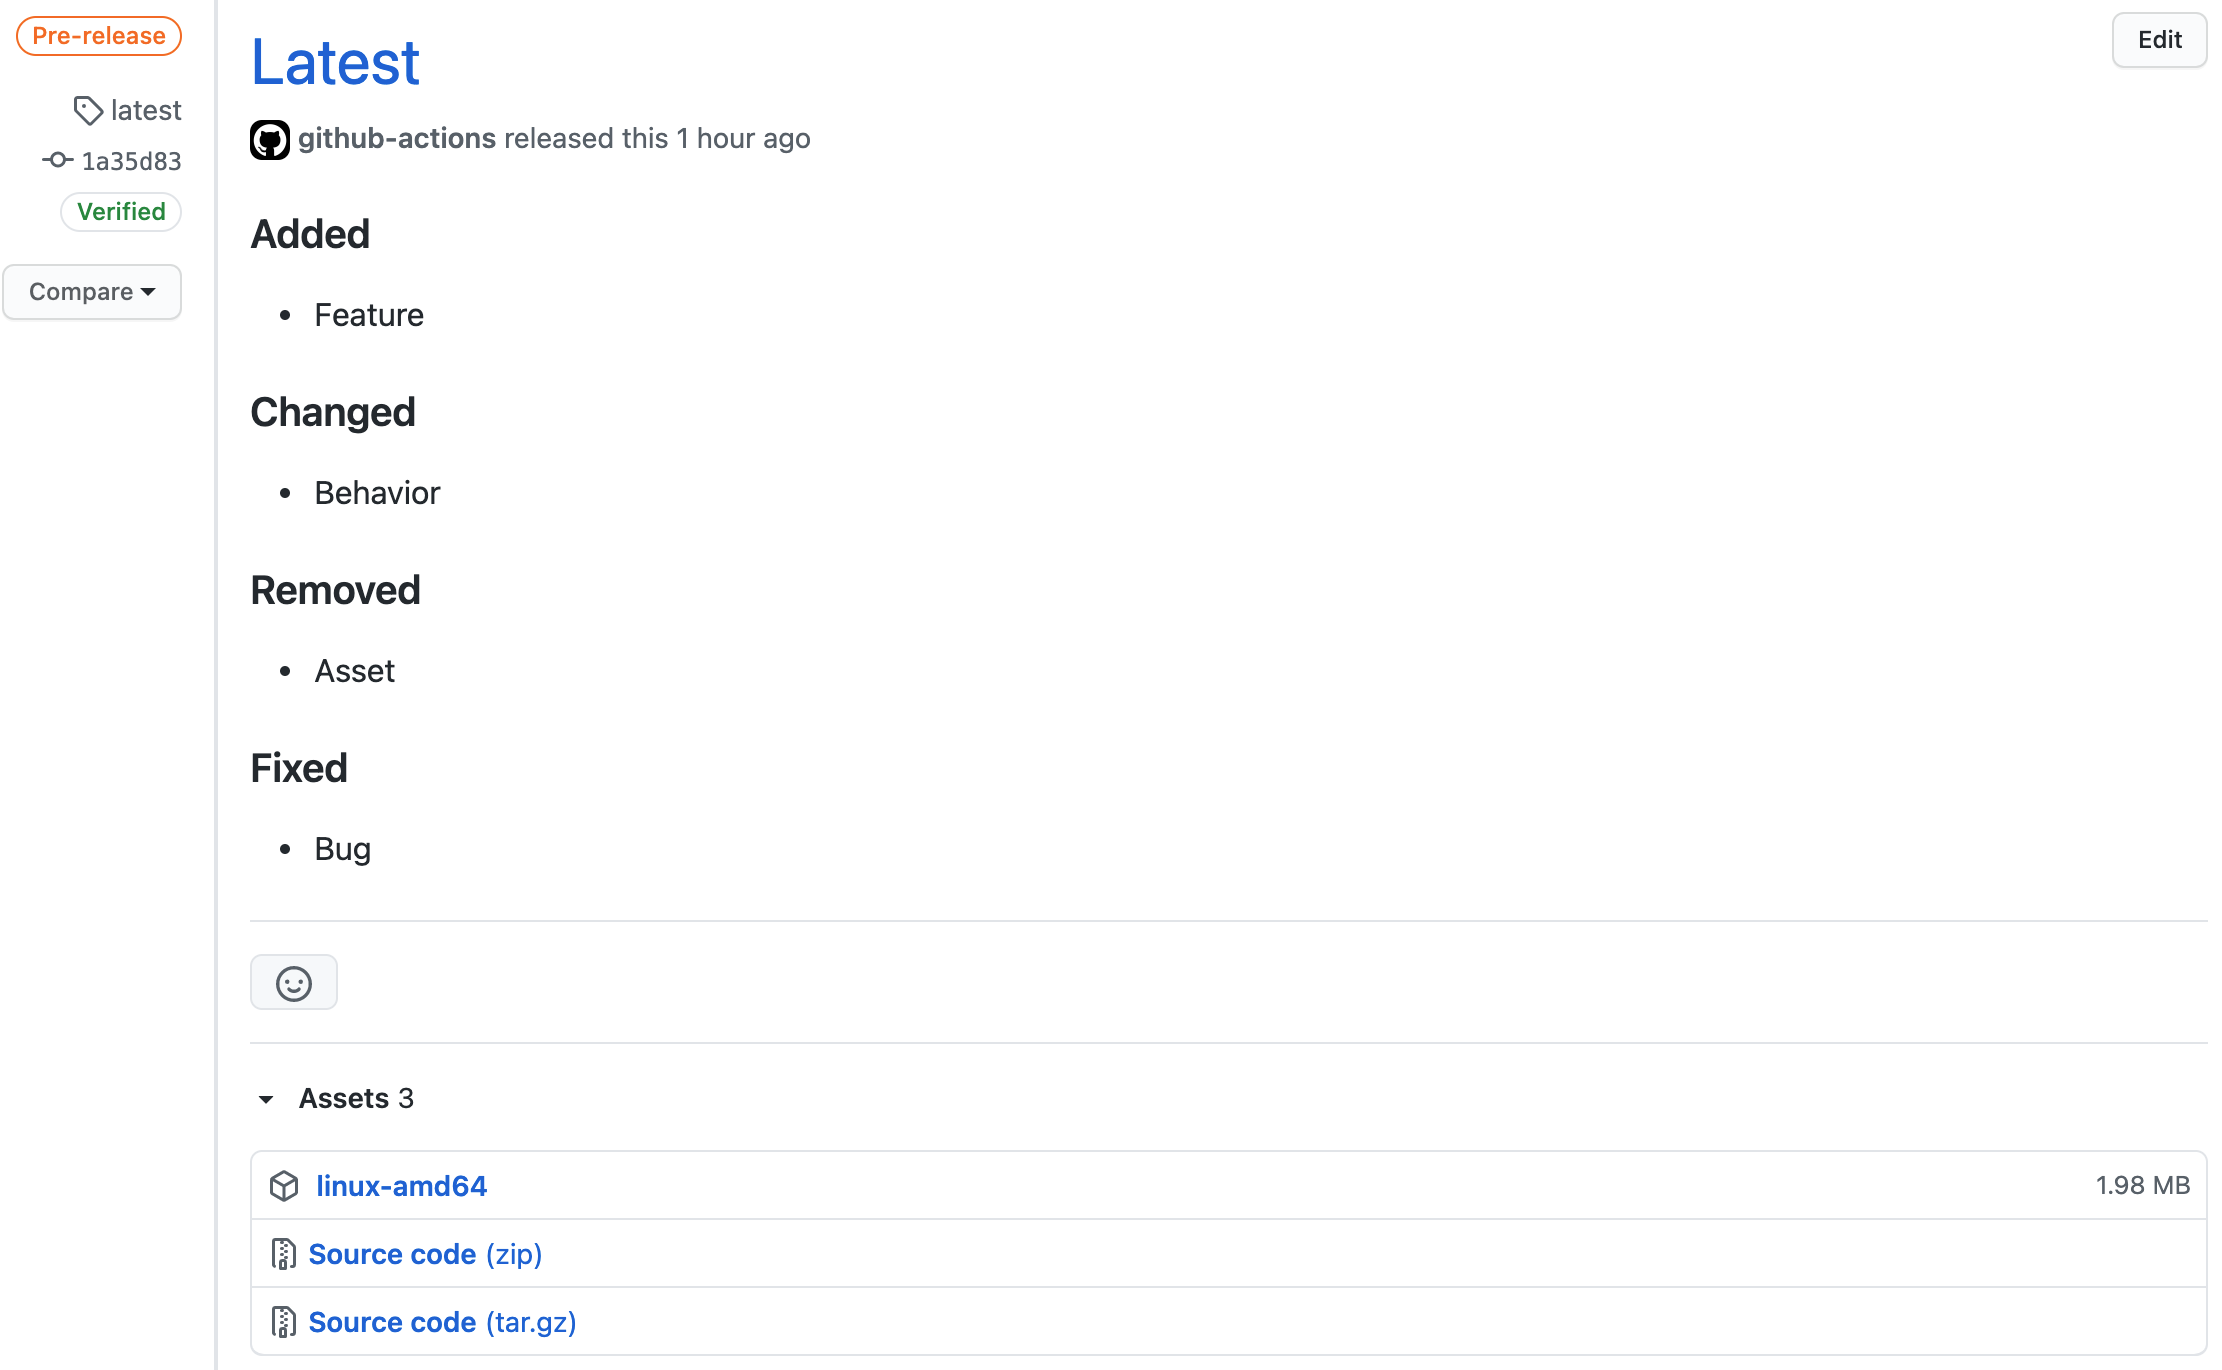 Pre-release
latest
1a35d83
Verified
Compare
Latest
Edit
github-actions released this 1 hour ago
Added
• Feature
Changed
• Behavior
Removed
• Asset
Fixed
• Bug
Assets 3
linux-amd64 1.98 MB
Source code (zip)
Source code (tar.gz)